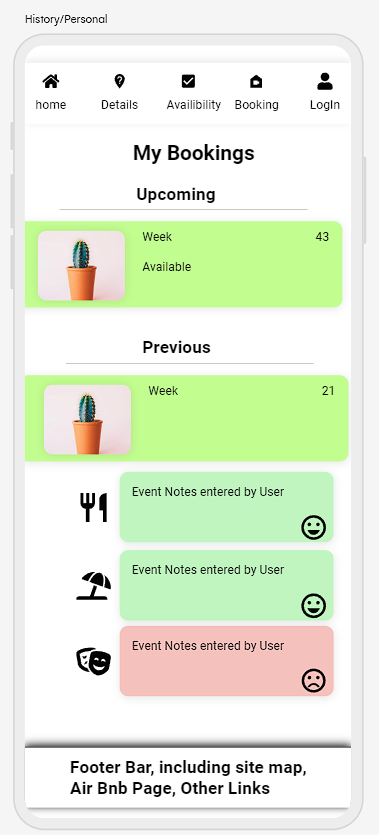 History/Personal
home Details Availibility Booking LogIn
My Bookings
Upcoming
Week 43
Available
Previous
Week 21
Event Notes entered by User
Event Notes entered by User
Event Notes entered by User
Footer Bar, including site map,
Air Bnb Page, Other Links